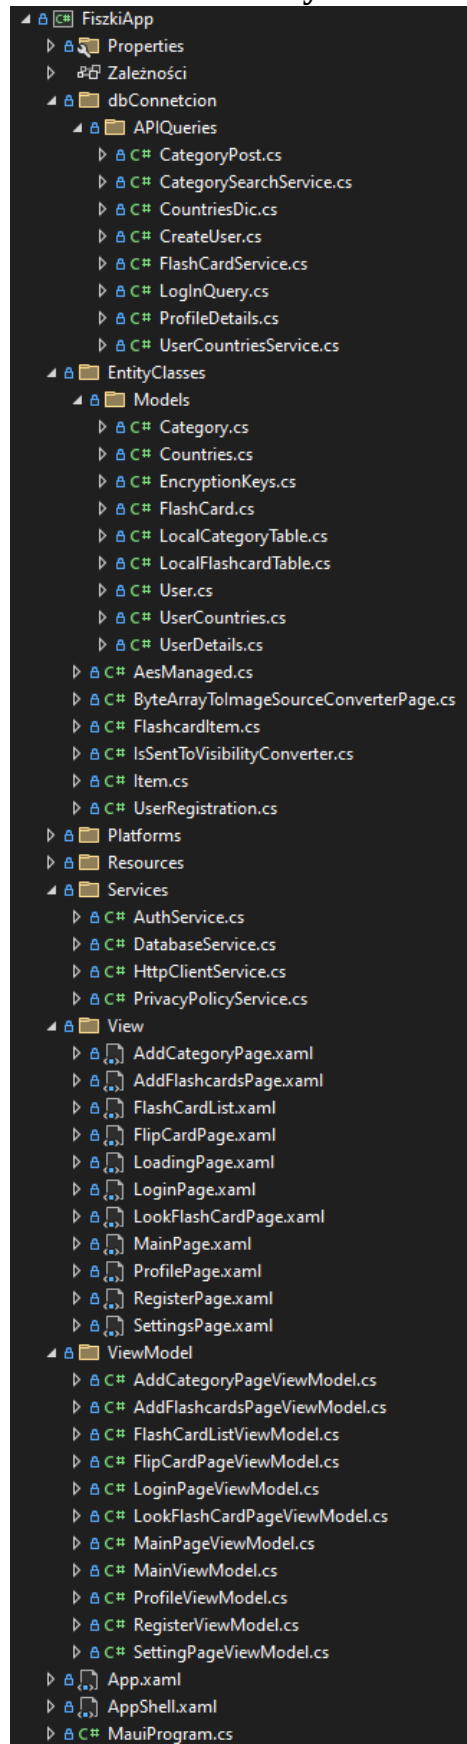 C# FiszkiApp
Properties
Zależności
dbConnetcion
APIQueries
C# CategoryPost.cs
C# CategorySearchService.cs
C# CountriesDic.cs
C# CreateUser.cs
C# FlashCardService.cs
C# LogInQuery.cs
C# ProfileDetails.cs
C# UserCountriesService.cs
EntityClasses
Models
C# Category.cs
C# Countries.cs
C# EncryptionKeys.cs
C# FlashCard.cs
C# LocalCategoryTable.cs
C# LocalFlashcardTable.cs
C# User.cs
C# UserCountries.cs
C# UserDetails.cs
C# AesManaged.cs
C# ByteArrayToImageSourceConverterPage.cs
C# FlashcardItem.cs
C# IsSentToVisibilityConverter.cs
C# Item.cs
C# UserRegistration.cs
Platforms
Resources
Services
C# AuthService.cs
C# DatabaseService.cs
C# HttpClientService.cs
C# PrivacyPolicyService.cs
View
AddCategoryPage.xaml
AddFlashcardsPage.xaml
FlashCardList.xaml
FlipCardPage.xaml
LoadingPage.xaml
LoginPage.xaml
LookFlashCardPage.xaml
MainPage.xaml
ProfilePage.xaml
RegisterPage.xaml
SettingsPage.xaml
ViewModel
C# AddCategoryPageViewModel.cs
C# AddFlashcardsPageViewModel.cs
C# FlashCardListViewModel.cs
C# FlipCardPageViewModel.cs
C# LoginPageViewModel.cs
C# LookFlashCardPageViewModel.cs
C# MainPageViewModel.cs
C# MainViewModel.cs
C# ProfileViewModel.cs
C# RegisterViewModel.cs
C# SettingPageViewModel.cs
App.xaml
AppShell.xaml
C# MauiProgram.cs